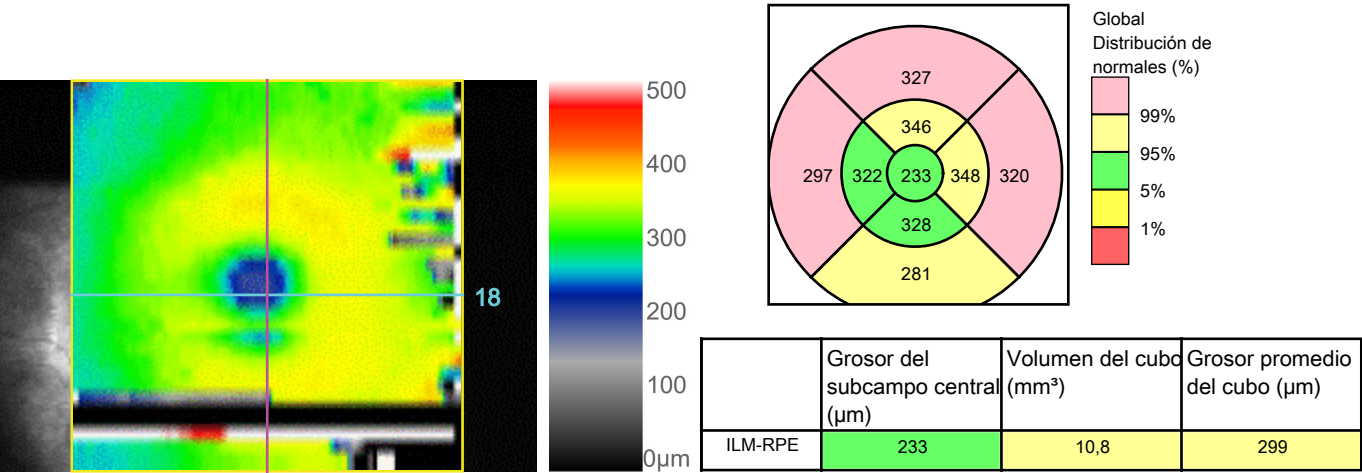 500
400
300
200
100
0µm
18
327
346
297
322
233
348
320
328
281
Global
Distribución de
normales (%)
99%
95%
5%
1%
Grosor del
subcampo central
(µm)
Volumen del cubo
(mm³)
Grosor promedio
del cubo (µm)
ILM-RPE
233
10,8
299